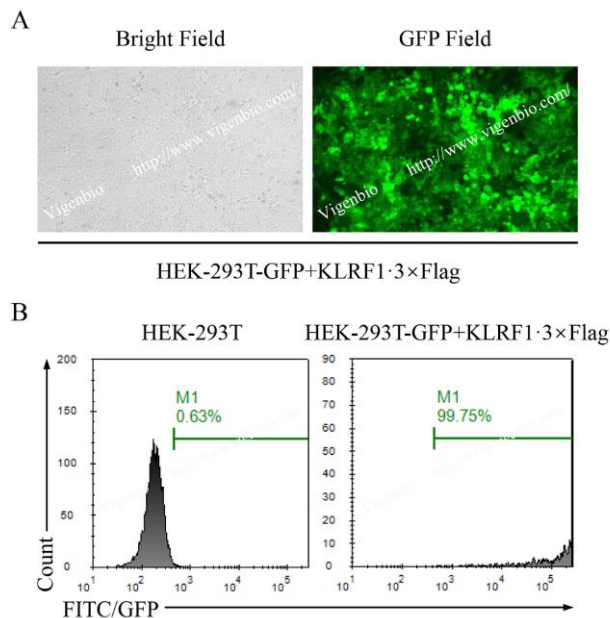 A
Bright Field
GFP Field
Vigenbio http://www.vigenbio.com/
Vigenbio http://www.vigenbio.com/
HEK-293T-GFP+KLRF1·3×Flag
B
HEK-293T
HEK-293T-GFP+KLRF1·3×Flag
200
150
100
50
0
M1
0.63%
10¹ 10² 10³ 10⁴ 10⁵
90
80
70
60
50
40
30
20
10
0
M1
99.75%
10¹ 10² 10³ 10⁴ 10⁵
Count
FITC/GFP